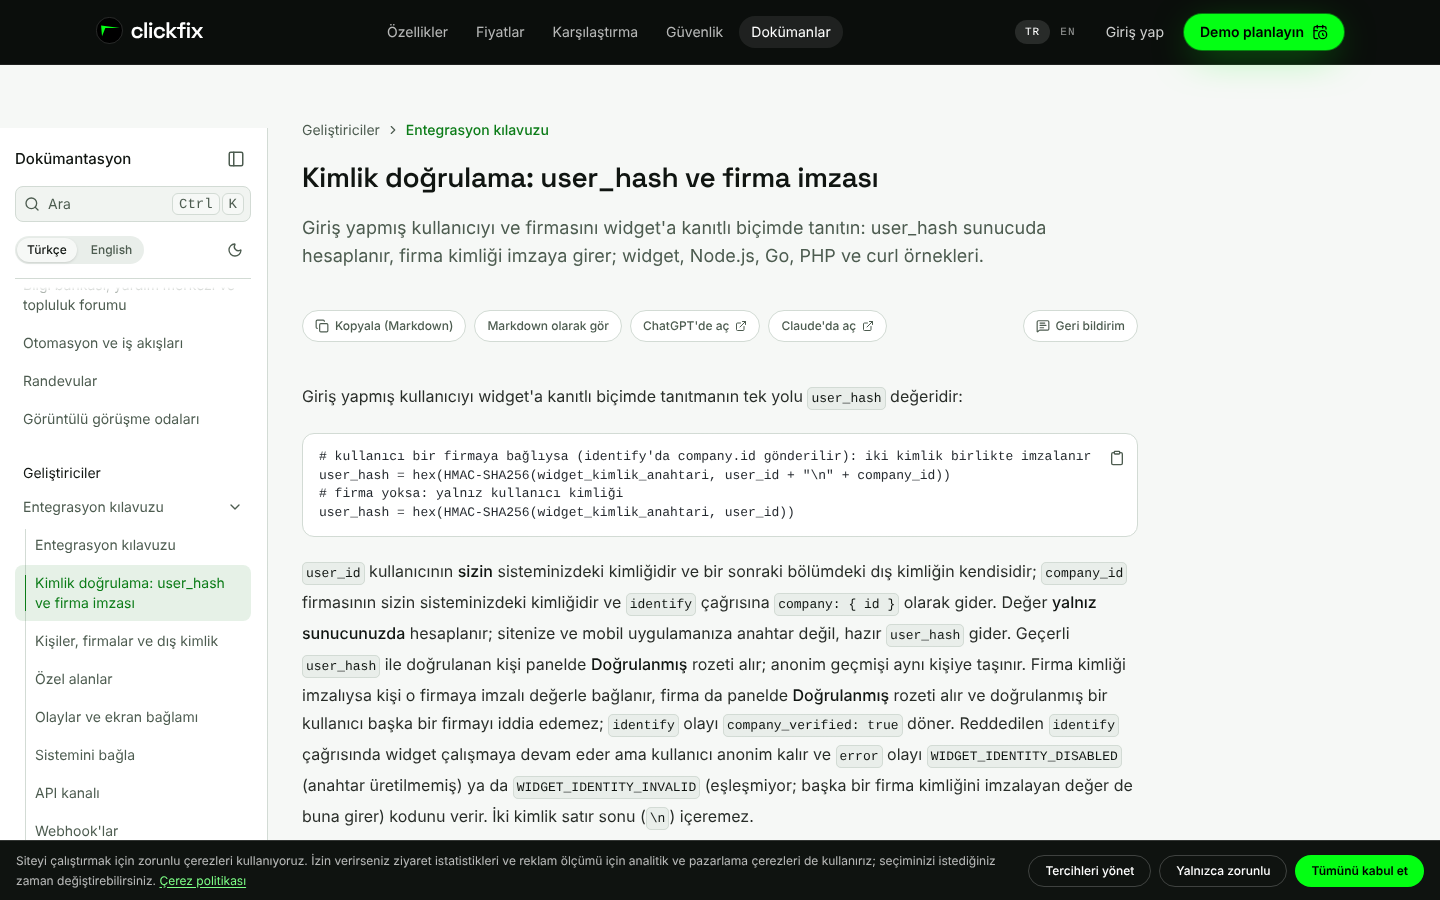 clickfix
Özellikler
Fiyatlar
Karşılaştırma
Güvenlik
Dokümanlar
TR
EN
Giriş yap
Demo planlayın
Dokümantasyon
Ara
Ctrl
K
Türkçe
English
topluluk forumu
Otomasyon ve iş akışları
Randevular
Görüntülü görüşme odaları
Geliştiriciler
Entegrasyon kılavuzu
Entegrasyon kılavuzu
Kimlik doğrulama: user_hash
ve firma imzası
Kişiler, firmalar ve dış kimlik
Özel alanlar
Olaylar ve ekran bağlamı
Sistemini bağla
API kanalı
Webhook'lar
Geliştiriciler > Entegrasyon kılavuzu
Kimlik doğrulama: user_hash ve firma imzası
Giriş yapmış kullanıcıyı ve firmasını widget'a kanıtlı biçimde tanıtın: user_hash sunucuda
hesaplanır, firma kimliği imzaya girer; widget, Node.js, Go, PHP ve curl örnekleri.
Kopyala (Markdown)
Markdown olarak gör
ChatGPT'de aç
Claude'da aç
Geri bildirim
Giriş yapmış kullanıcıyı widget'a kanıtlı biçimde tanıtmanın tek yolu user_hash değeridir:
# kullanıcı bir firmaya bağlıysa (identify'da company.id gönderilir): iki kimlik birlikte imzalanır
user_hash = hex(HMAC-SHA256(widget_kimlik_anahtari, user_id + "\n" + company_id))
# firma yoksa: yalnız kullanıcı kimliği
user_hash = hex(HMAC-SHA256(widget_kimlik_anahtari, user_id))
user_id kullanıcının sizin sisteminizdeki kimliğidir ve bir sonraki bölümdeki dış kimliğin kendisidir; company_id
firmasının sizin sisteminizdeki kimliğidir ve identify çağrısına company: { id } olarak gider. Değer yalnız
sunucunuzda hesaplanır; sitenize ve mobil uygulamanıza anahtar değil, hazır user_hash gider. Geçerli
user_hash ile doğrulanan kişi panelde Doğrulanmış rozeti alır; anonim geçmişi aynı kişiye taşınır. Firma kimliği
imzalıysa kişi o firmaya imzalı değerle bağlanır, firma da panelde Doğrulanmış rozeti alır ve doğrulanmış bir
kullanıcı başka bir firmayı iddia edemez; identify olayı company_verified: true döner. Reddedilen identify
çağrısında widget çalışmaya devam eder ama kullanıcı anonim kalır ve error olayı WIDGET_IDENTITY_DISABLED
(anahtar üretilmemiş) ya da WIDGET_IDENTITY_INVALID (eşleşmiyor; başka bir firma kimliğini imzalayan değer de
buna girer) kodunu verir. İki kimlik satır sonu (\n) içeremez.
Siteyi çalıştırmak için zorunlu çerezleri kullanıyoruz. İzin verirseniz ziyaret istatistikleri ve reklam ölçümü için analitik ve pazarlama çerezleri de kullanırız; seçiminizi istediğiniz
zaman değiştirebilirsiniz. Çerez politikası
Tercihleri yönet
Yalnızca zorunlu
Tümünü kabul et